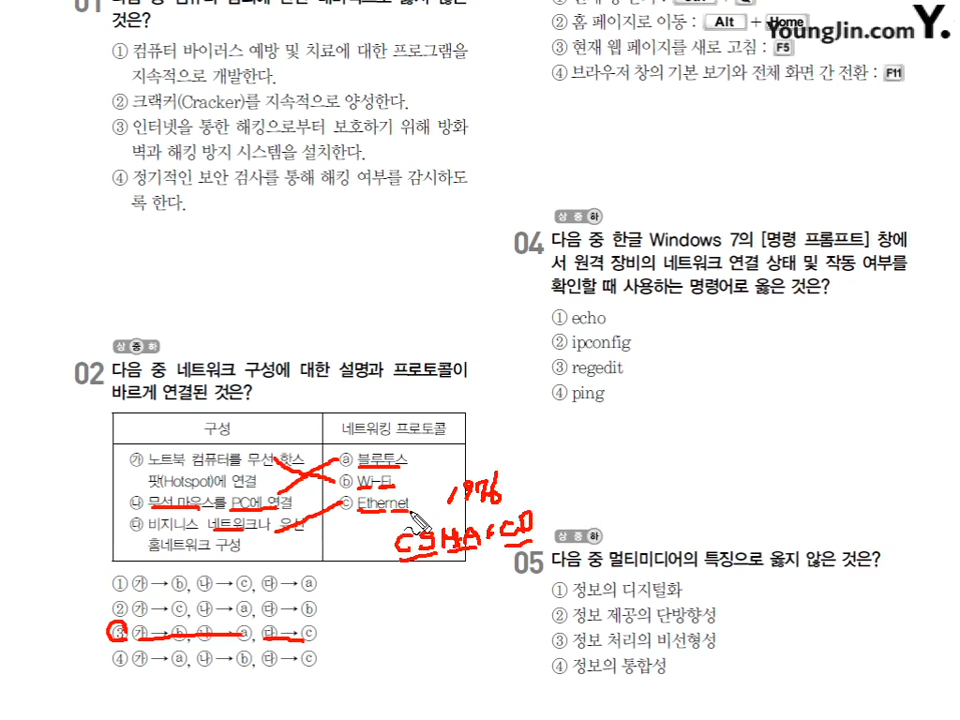 것은?
① 컴퓨터 바이러스 예방 및 치료에 대한 프로그램을
지속적으로 개발한다.
② 크랙커(Cracker)를 지속적으로 양성한다.
③ 인터넷을 통한 해킹으로부터 보호하기 위해 방화
벽과 해킹 방지 시스템을 설치한다.
④ 정기적인 보안 검사를 통해 해킹 여부를 감시하도
록 한다.
상 중 하
02 다음 중 네트워크 구성에 대한 설명과 프로토콜이
바르게 연결된 것은?
구성 네트워킹 프로토콜
㉮ 노트북 컴퓨터를 무선 핫스 ⓐ 블루투스
팟(Hotspot)에 연결 ⓑ Wi-Fi
㉯ 무선 마우스를 PC에 연결 ⓒ Ethernet
㉰ 비지니스 네트워크나 유선
홈네트워크 구성
1976
CSMA/CD
① ㉮→ⓑ, ㉯→ⓒ, ㉰→ⓐ
② ㉮→ⓒ, ㉯→ⓐ, ㉰→ⓑ
③ ㉮→ⓑ, ㉯→ⓐ, ㉰→ⓒ
④ ㉮→ⓐ, ㉯→ⓑ, ㉰→ⓒ
② 홈 페이지로 이동 : Alt + Home
YoungJin.com Y.
③ 현재 웹 페이지를 새로 고침 : F5
④ 브라우저 창의 기본 보기와 전체 화면 간 전환 : F11
상 중 하
04 다음 중 한글 Windows 7의 [명령 프롬프트] 창에
서 원격 장비의 네트워크 연결 상태 및 작동 여부를
확인할 때 사용하는 명령어로 옳은 것은?
① echo
② ipconfig
③ regedit
④ ping
상 중 하
05 다음 중 멀티미디어의 특징으로 옳지 않은 것은?
① 정보의 디지털화
② 정보 제공의 단방향성
③ 정보 처리의 비선형성
④ 정보의 통합성